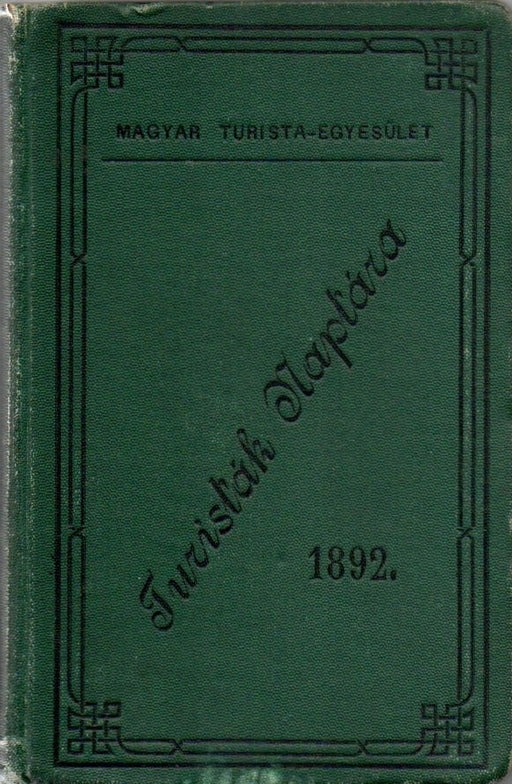 MAGYAR TURISTA-EGYESÜLET
Turisták Naptára
1892.